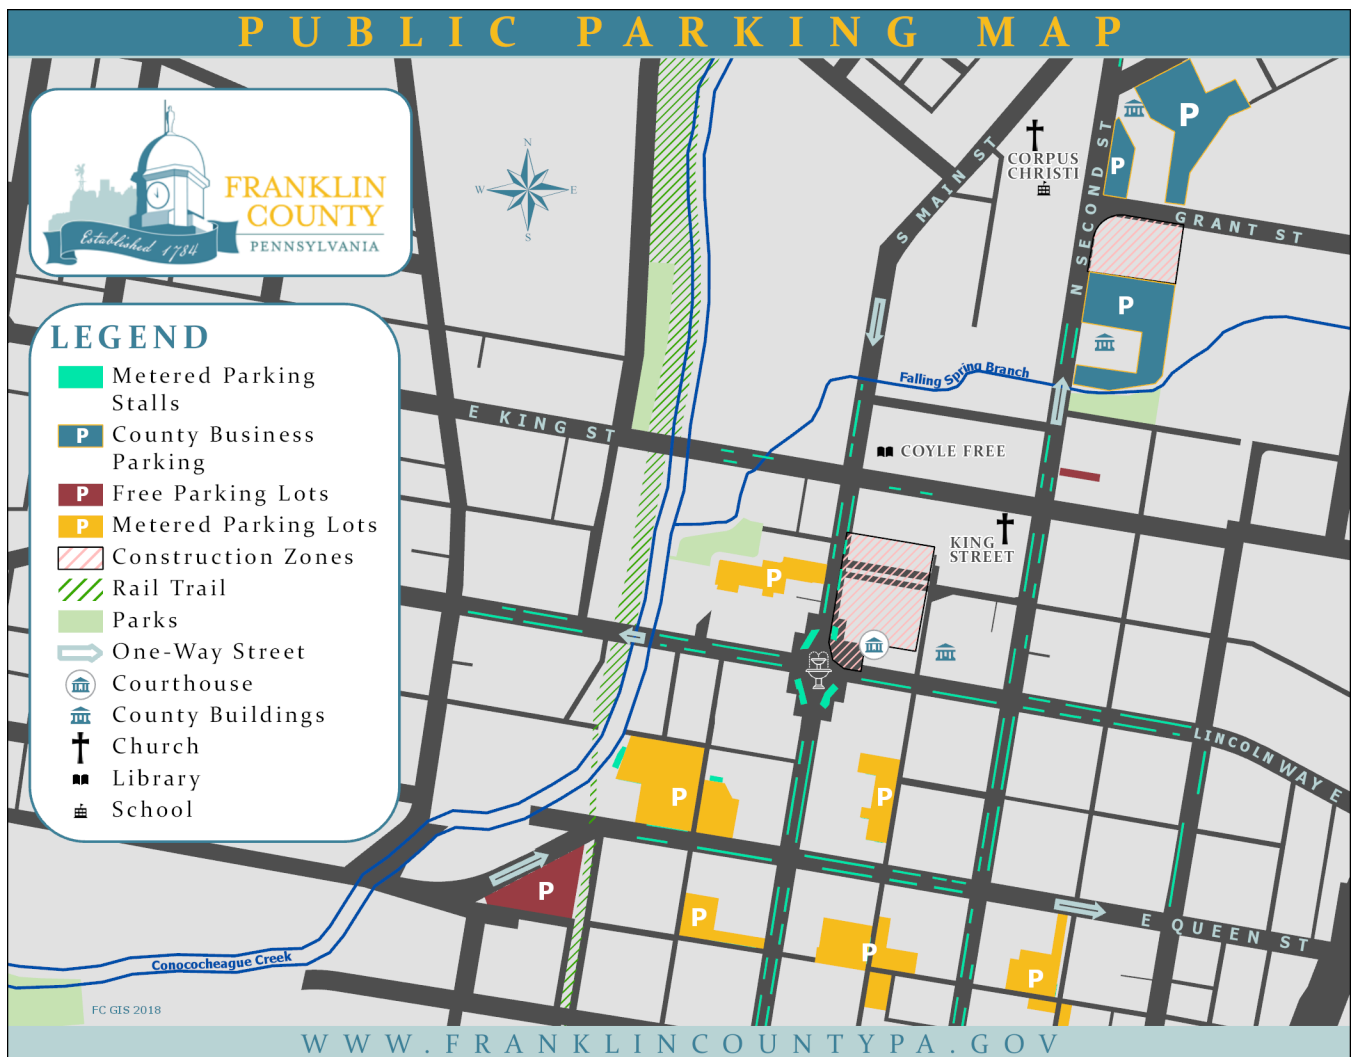 PUBLIC PARKING MAP
FRANKLIN
COUNTY
PENNSYLVANIA
Established 1784
N
W
E
S
LEGEND
Metered Parking
Stalls
P
County Business
Parking
P
Free Parking Lots
P
Metered Parking Lots
Construction Zones
Rail Trail
Parks
One-Way Street
Courthouse
County Buildings
Church
Library
School
P
P
CORPUS
CHRISTI
S MAIN ST
N SECOND ST
GRANT ST
P
Falling Spring Branch
E KING ST
COYLE FREE
KING
STREET
P
LINCOLN WAY E
P
P
P
P
P
P
E QUEEN ST
Conococheague Creek
FC GIS 2018
WWW.FRANKLINCOUNTYPA.GOV